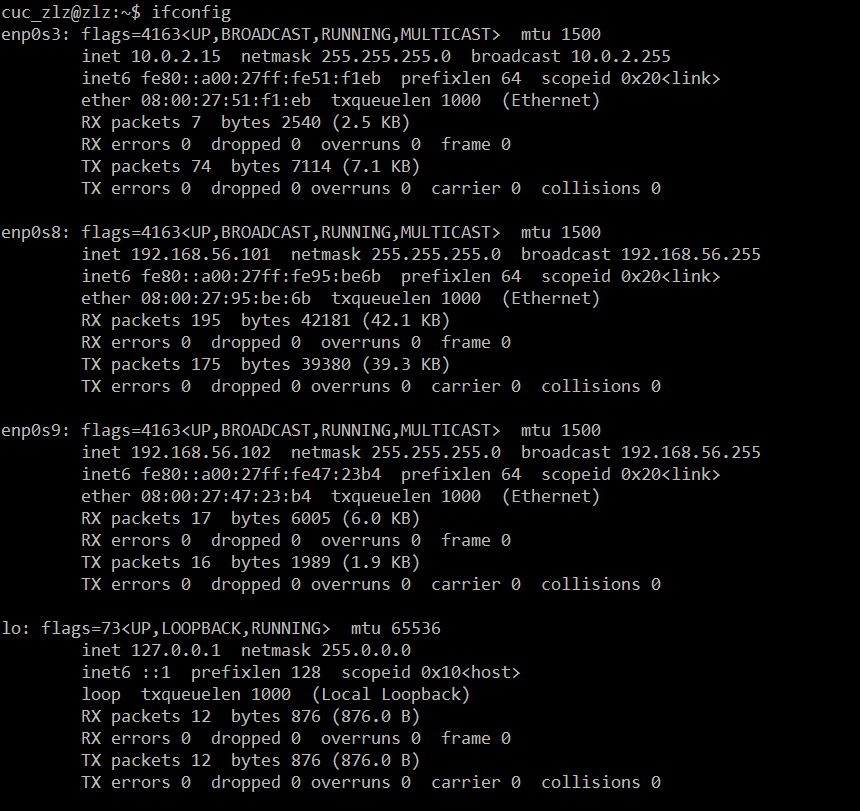 cuc_zlz@zlz:~$ ifconfig
enp0s3: flags=4163<UP,BROADCAST,RUNNING,MULTICAST>  mtu 1500
        inet 10.0.2.15  netmask 255.255.255.0  broadcast 10.0.2.255
        inet6 fe80::a00:27ff:fe51:f1eb  prefixlen 64  scopeid 0x20<link>
        ether 08:00:27:51:f1:eb  txqueuelen 1000  (Ethernet)
        RX packets 7  bytes 2540 (2.5 KB)
        RX errors 0  dropped 0  overruns 0  frame 0
        TX packets 74  bytes 7114 (7.1 KB)
        TX errors 0  dropped 0 overruns 0  carrier 0  collisions 0

enp0s8: flags=4163<UP,BROADCAST,RUNNING,MULTICAST>  mtu 1500
        inet 192.168.56.101  netmask 255.255.255.0  broadcast 192.168.56.255
        inet6 fe80::a00:27ff:fe95:be6b  prefixlen 64  scopeid 0x20<link>
        ether 08:00:27:95:be:6b  txqueuelen 1000  (Ethernet)
        RX packets 195  bytes 42181 (42.1 KB)
        RX errors 0  dropped 0  overruns 0  frame 0
        TX packets 175  bytes 39380 (39.3 KB)
        TX errors 0  dropped 0 overruns 0  carrier 0  collisions 0

enp0s9: flags=4163<UP,BROADCAST,RUNNING,MULTICAST>  mtu 1500
        inet 192.168.56.102  netmask 255.255.255.0  broadcast 192.168.56.255
        inet6 fe80::a00:27ff:fe47:23b4  prefixlen 64  scopeid 0x20<link>
        ether 08:00:27:47:23:b4  txqueuelen 1000  (Ethernet)
        RX packets 17  bytes 6005 (6.0 KB)
        RX errors 0  dropped 0  overruns 0  frame 0
        TX packets 16  bytes 1989 (1.9 KB)
        TX errors 0  dropped 0 overruns 0  carrier 0  collisions 0

lo: flags=73<UP,LOOPBACK,RUNNING>  mtu 65536
        inet 127.0.0.1  netmask 255.0.0.0
        inet6 ::1  prefixlen 128  scopeid 0x10<host>
        loop  txqueuelen 1000  (Local Loopback)
        RX packets 12  bytes 876 (876.0 B)
        RX errors 0  dropped 0  overruns 0  frame 0
        TX packets 12  bytes 876 (876.0 B)
        TX errors 0  dropped 0 overruns 0  carrier 0  collisions 0